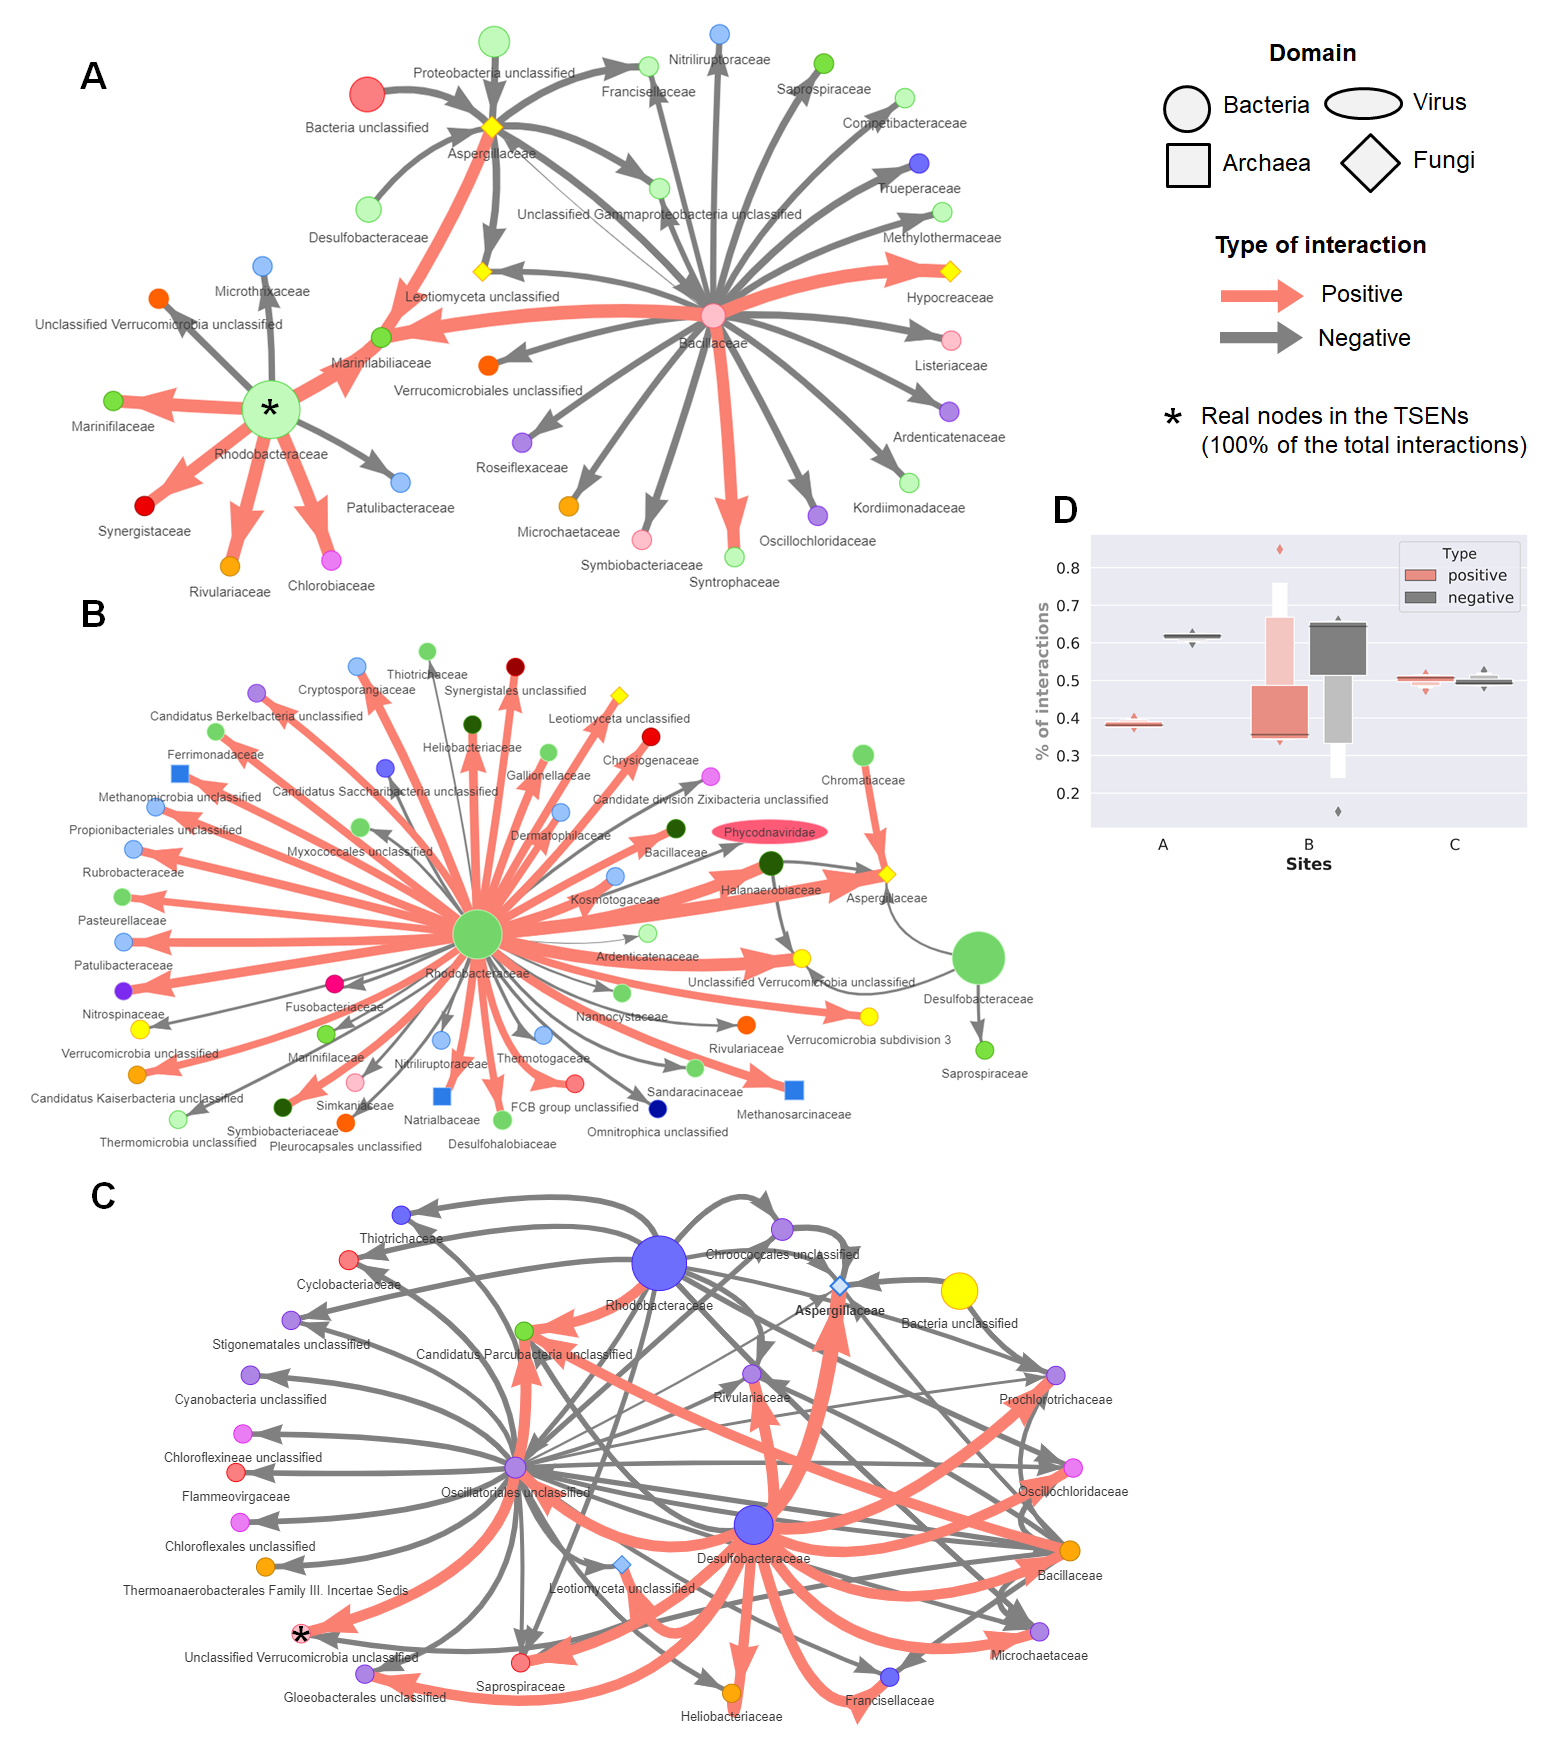 A
Proteobacteria unclassified
Nitriliruptoraceae
Francisellaceae
Saprospiraceae
Bacteria unclassified
Competibacteraceae
Aspergillaceae
Trueperaceae
Unclassified Gammaproteobacteria unclassified
Desulfobacteraceae
Methylothermaceae
Microthrixaceae
Leotiomyceta unclassified
Hypocreaceae
Unclassified Verrucomicrobia unclassified
Bacillaceae
Marinilabiliaceae
Listeriaceae
Verrucomicrobiales unclassified
*
Marinifilaceae
Ardenticatenaceae
Rhodobacteraceae
Roseiflexaceae
Patulibacteraceae
Kordiimonadaceae
Synergistaceae
Microchaetaceae
Oscillochloridaceae
Symbiobacteriaceae
Rivulariaceae
Chlorobiaceae
Syntrophaceae
Domain
Bacteria
Virus
Archaea
Fungi
Type of interaction
Positive
Negative
* Real nodes in the TSENs
(100% of the total interactions)
D
Type
positive
negative
0.8
0.7
0.6
0.5
0.4
0.3
0.2
% of interactions
A
B
C
Sites
B
Thiotrichaceae
Cryptosporangiaceae
Synergistales unclassified
Candidatus Berkelbacteria unclassified
Leotiomyceta unclassified
Ferrimonadaceae
Heliobacteriaceae
Chrysiogenaceae
Gallionellaceae
Chromatiaceae
Methanomicrobia unclassified
Candidatus Saccharibacteria unclassified
Candidate division Zixibacteria unclassified
Propionibacteriales unclassified
Dermatophilaceae
Phycodnaviridae
Myxococcales unclassified
Bacillaceae
Rubrobacteraceae
Halanaerobiaceae
Kosmotogaceae
Aspergillaceae
Pasteurellaceae
Patulibacteraceae
Ardenticatenaceae
Rhodobacteraceae
Unclassified Verrucomicrobia unclassified
Desulfobacteraceae
Fusobacteriaceae
Nitrospinaceae
Nannocystaceae
Verrucomicrobia subdivision 3
Verrucomicrobia unclassified
Marinifilaceae
Nitriliruptoraceae
Thermotogaceae
Rivulariaceae
Saprospiraceae
Candidatus Kaiserbacteria unclassified
Simkaniaceae
FCB group unclassified
Sandaracinaceae
Methanosarcinaceae
Thermomicrobia unclassified
Symbiobacteriaceae
Pleurocapsales unclassified
Natrialbaceae
Desulfohalobiaceae
Omnitrophica unclassified
C
Thiotrichaceae
Chroococcales unclassified
Cyclobacteriaceae
Rhodobacteraceae
Aspergillaceae
Bacteria unclassified
Stigonematales unclassified
Candidatus Parcubacteria unclassified
Cyanobacteria unclassified
Rivulariaceae
Prochlorotrichaceae
Chloroflexineae unclassified
Oscillatoriales unclassified
Oscillochloridaceae
Flammeovirgaceae
Chloroflexales unclassified
Desulfobacteraceae
Bacillaceae
Thermoanaerobacterales Family III. Incertae Sedis
Leotiomyceta unclassified
*
Unclassified Verrucomicrobia unclassified
Microchaetaceae
Saprospiraceae
Gloeobacterales unclassified
Francisellaceae
Heliobacteriaceae